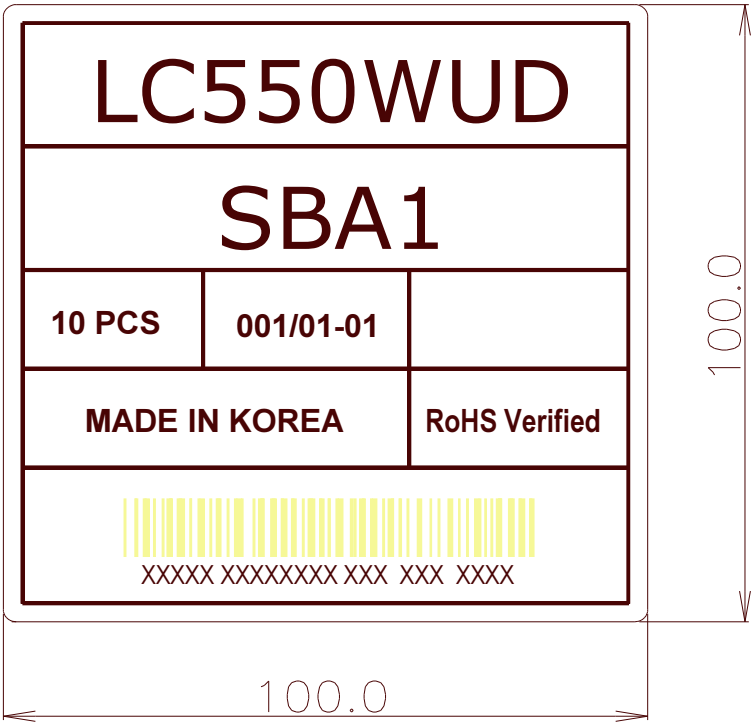 LC550WUD
SBA1
10 PCS 001/01-01
MADE IN KOREA RoHS Verified
XXXXX XXXXXXXX XXX XXX XXXX
100.0
100.0